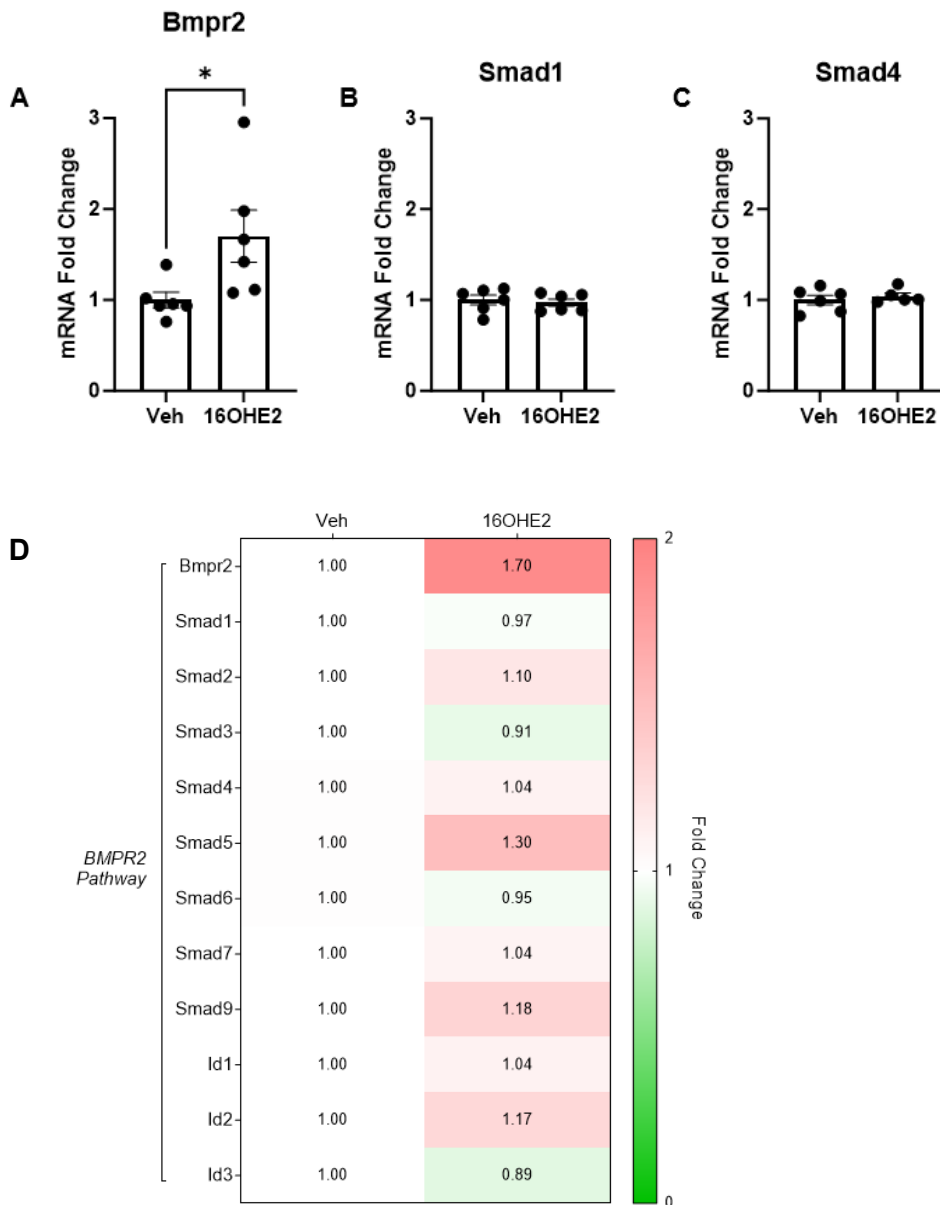 Bmpr2
*
A
mRNA Fold Change
3
2
1
0
Veh 16OHE2
Smad1
B
mRNA Fold Change
3
2
1
0
Veh 16OHE2
Smad4
C
mRNA Fold Change
3
2
1
0
Veh 16OHE2
D
Veh 16OHE2
BMPR2
Pathway
Bmpr2 1.00 1.70
Smad1 1.00 0.97
Smad2 1.00 1.10
Smad3 1.00 0.91
Smad4 1.00 1.04
Smad5 1.00 1.30
Smad6 1.00 0.95
Smad7 1.00 1.04
Smad9 1.00 1.18
Id1 1.00 1.04
Id2 1.00 1.17
Id3 1.00 0.89
2
1
0
Fold Change